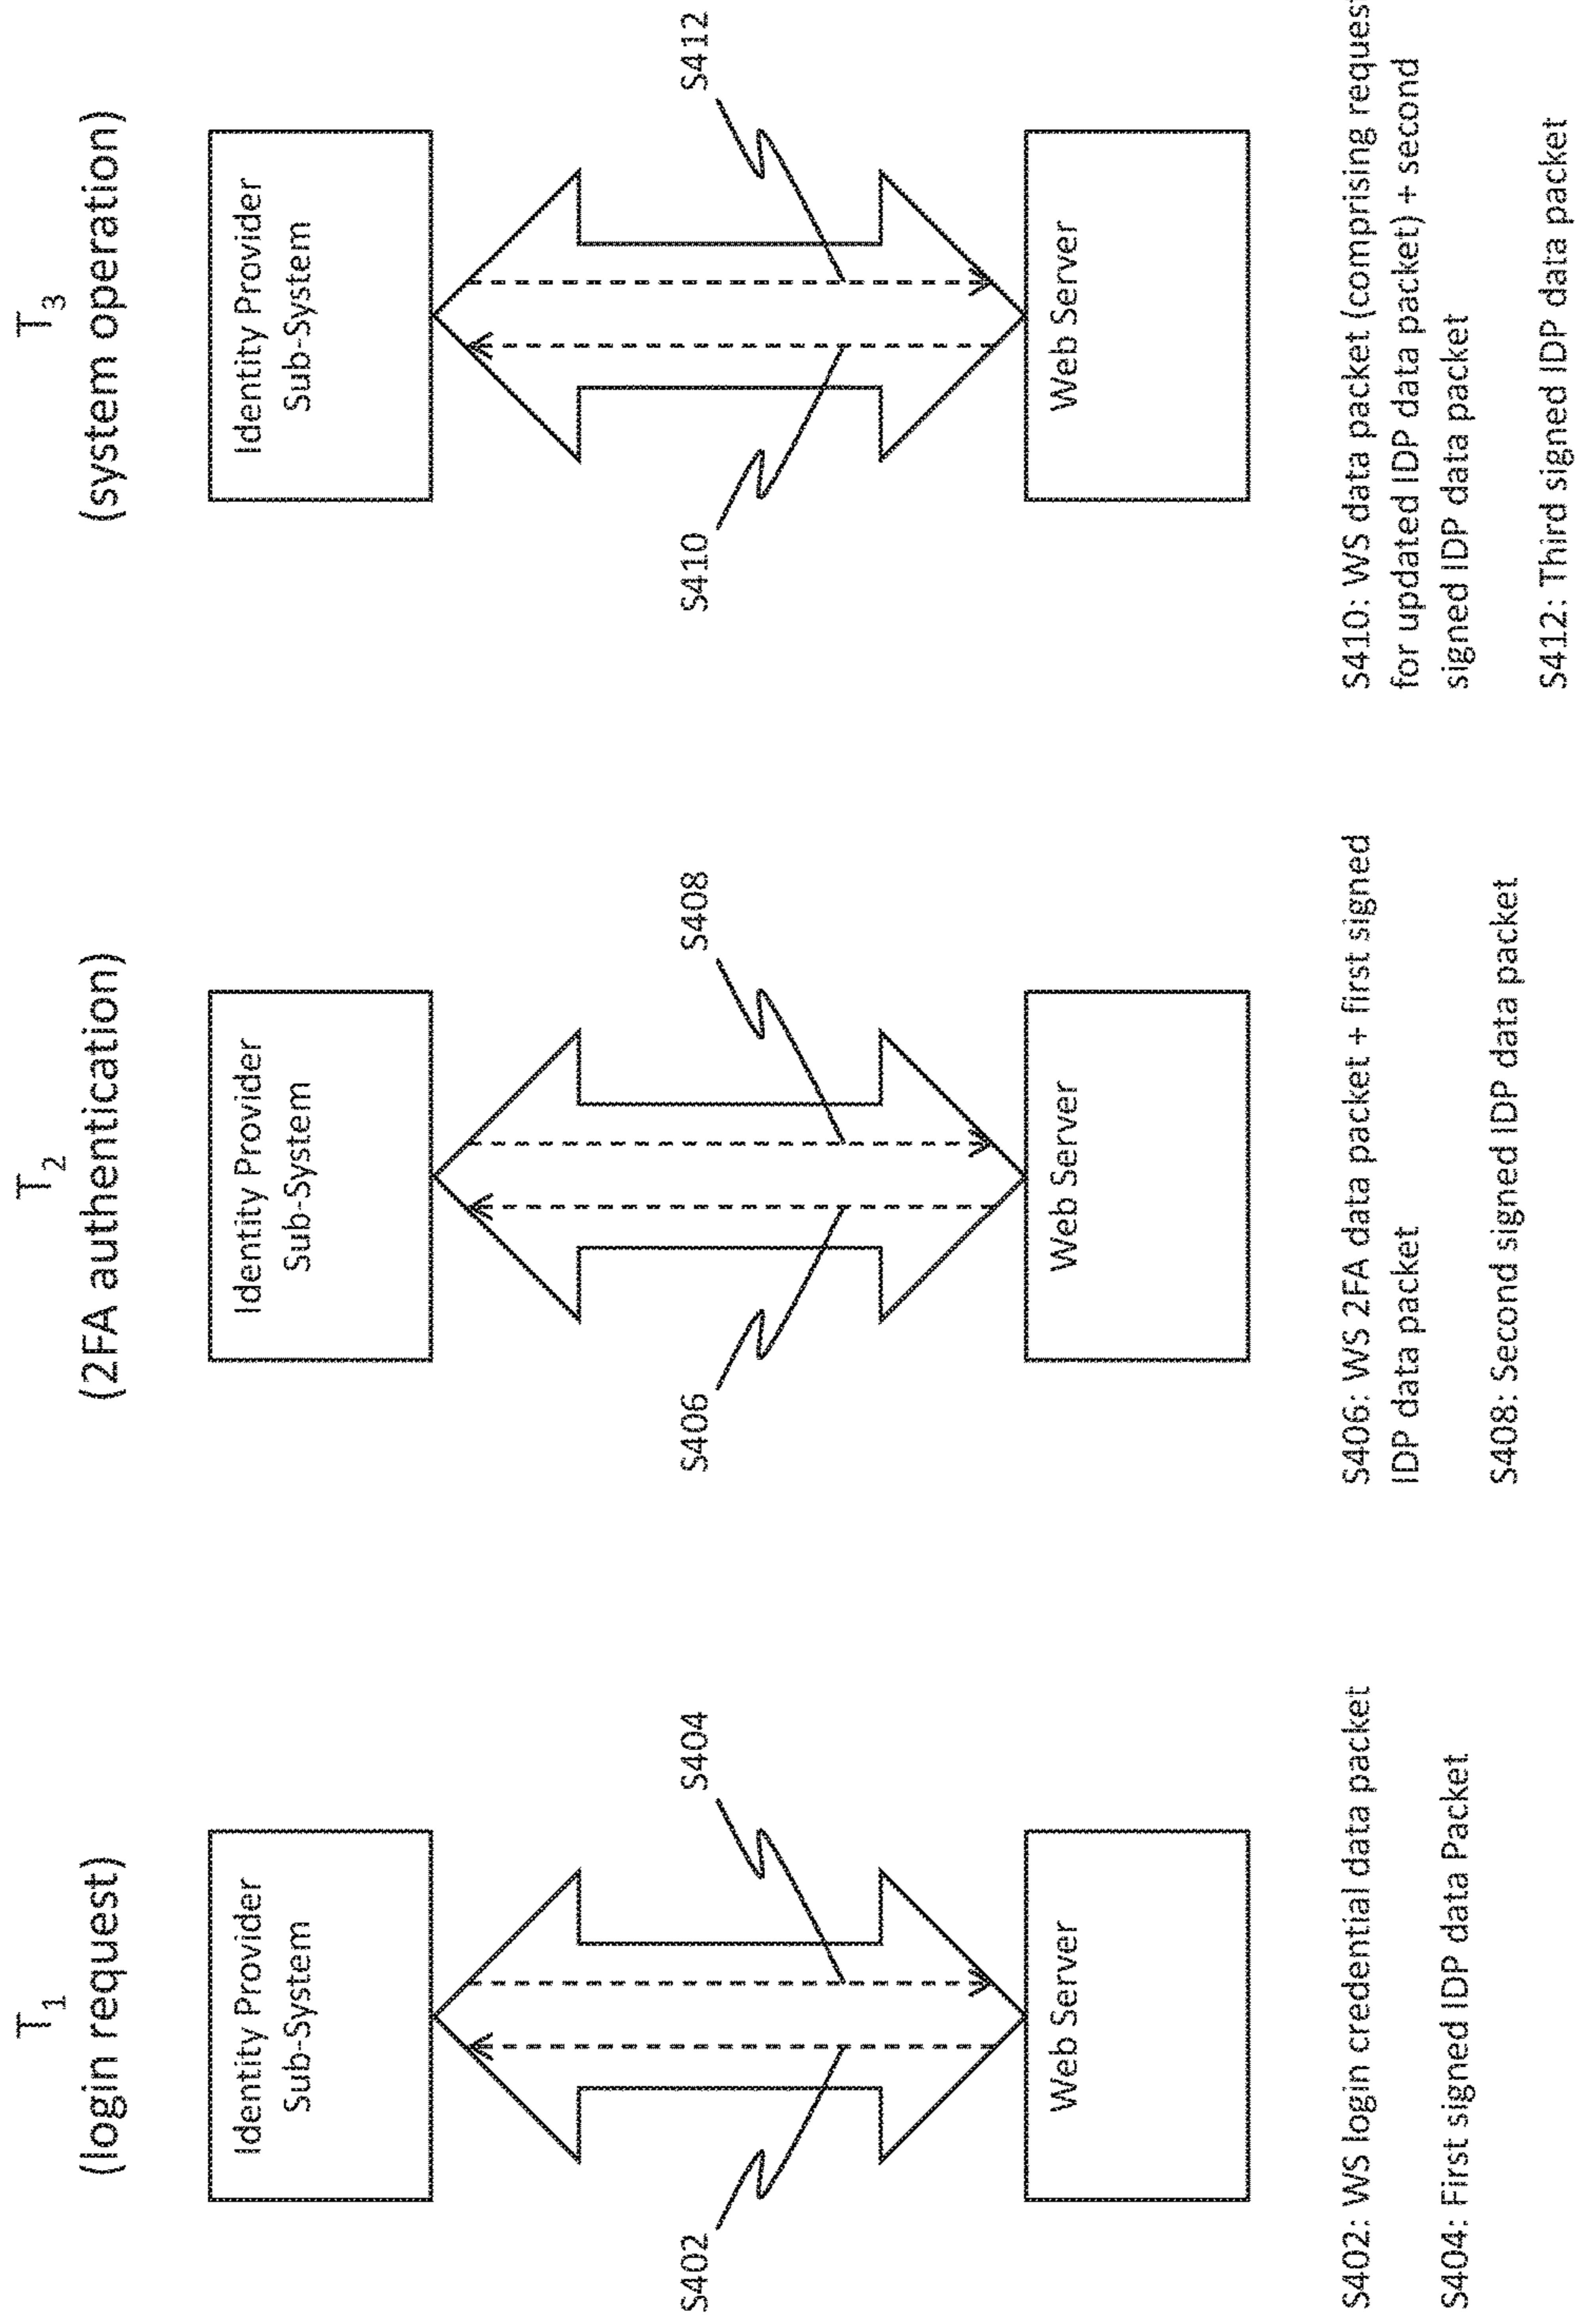 T1
(login request)
Identity Provider
Sub-System
S402
S404
Web Server
S402: WS login credential data packet
S404: First signed IDP data Packet
T2
(2FA authentication)
Identity Provider
Sub-System
S406
S408
Web Server
S406: WS 2FA data packet + first signed
IDP data packet
S408: Second signed IDP data packet
T3
(system operation)
Identity Provider
Sub-System
S410
S412
Web Server
S410: WS data packet (comprising request
for updated IDP data packet) + second
signed IDP data packet
S412: Third signed IDP data packet